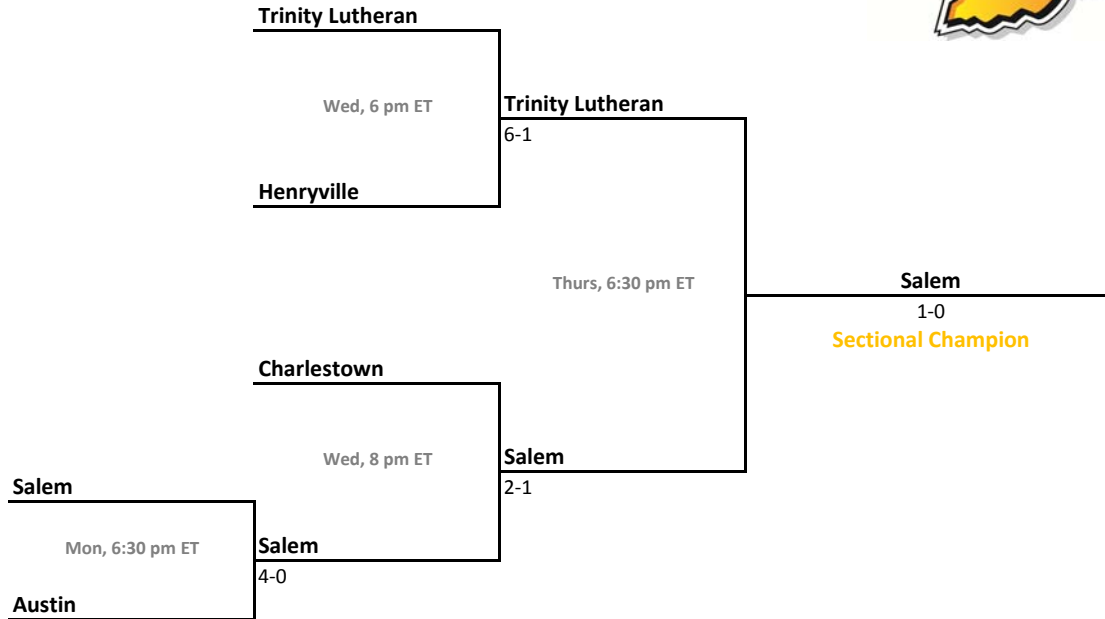 Trinity Lutheran
Wed, 6 pm ET
Trinity Lutheran
6-1
Henryville
Thurs, 6:30 pm ET
Salem
1-0
Sectional Champion
Charlestown
Wed, 8 pm ET
Salem
2-1
Salem
Mon, 6:30 pm ET
Salem
4-0
Austin